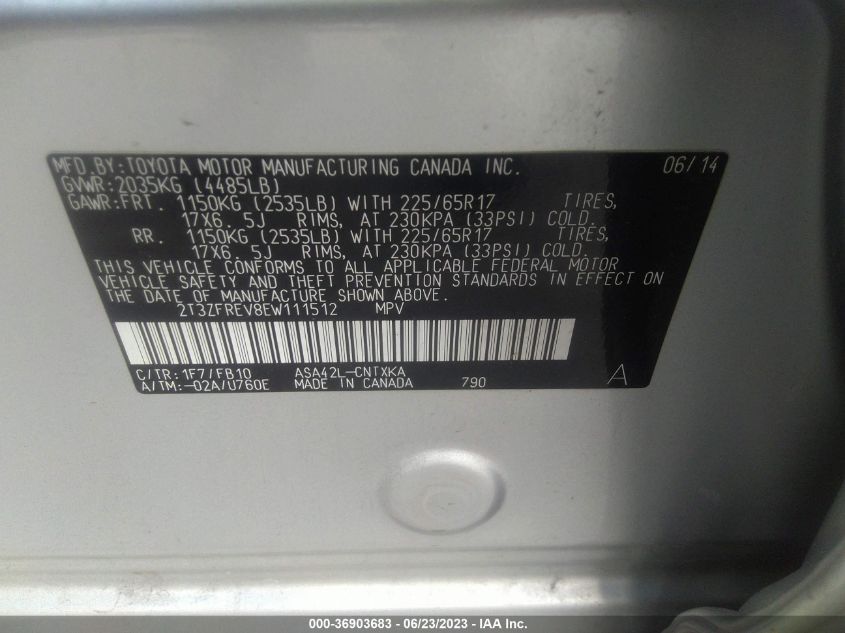 MFD.BY:TOYOTA MOTOR MANUFACTURING CANADA INC. 06/14
GVWR:2035KG (4485LB)
GAWR:FRT. 1150KG (2535LB) WITH 225/65R17 TIRES,
17X6. 5J RIMS, AT 230KPA (33PSI) COLD.
RR. 1150KG (2535LB) WITH 225/65R17 TIRES,
17X6. 5J RIMS, AT 230KPA (33PSI) COLD.
THIS VEHICLE CONFORMS TO ALL APPLICABLE FEDERAL MOTOR
VEHICLE SAFETY AND THEFT PREVENTION STANDARDS IN EFFECT ON
THE DATE OF MANUFACTURE SHOWN ABOVE.
2T3ZFREV8EW111512 MPV
C/TR:1F7/FB10 ASA42L-CNTXKA
A/TM:-02A/U760E MADE IN CANADA 790 A
000-36903683 - 06/23/2023 - IAA Inc.